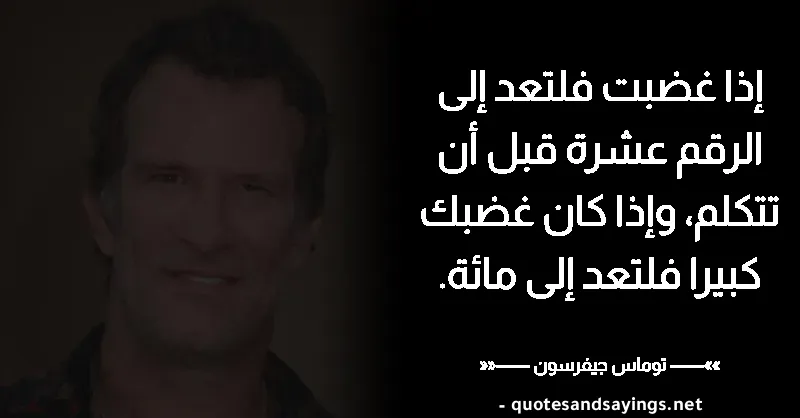 إذا غضبت فلتعد إلى
الرقم عشرة قبل أن
تتكلم، وإذا كان غضبك
كبيرا فلتعد إلى مائة.
»—— توماس جيفرسون ——««
- quotesandsayings.net